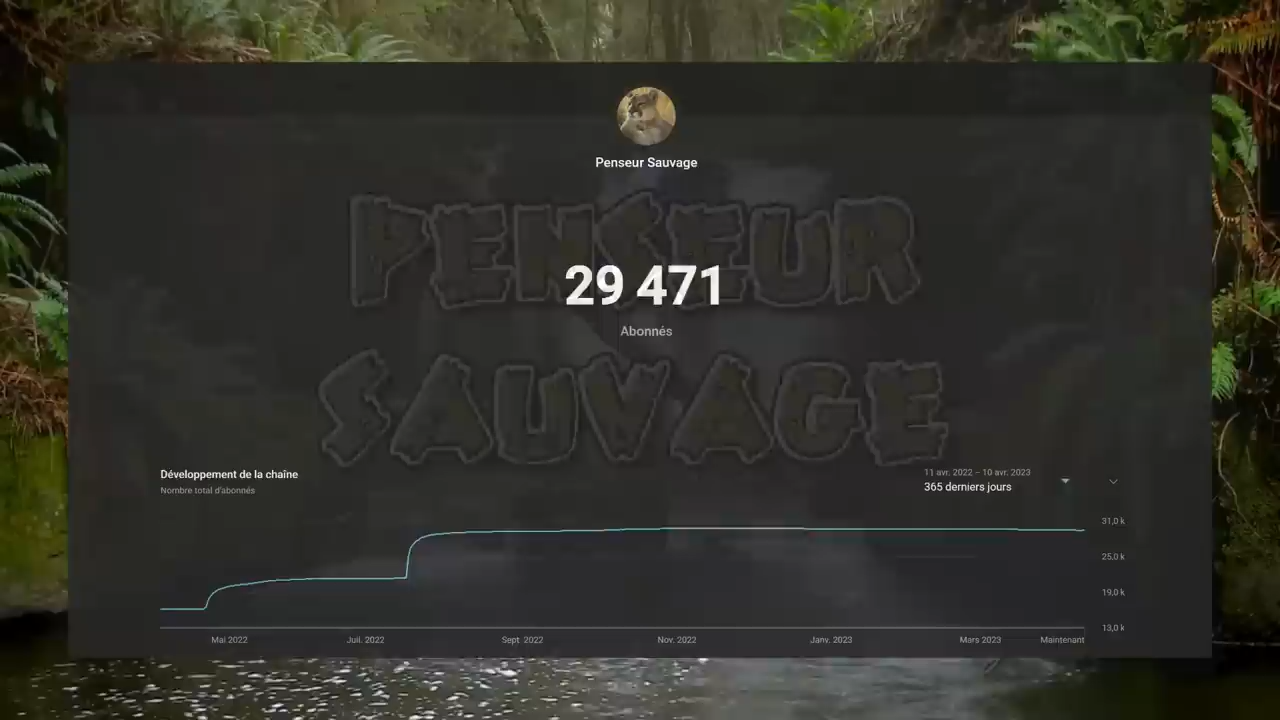 Penseur Sauvage
PENSEUR
29 471
Abonnés
SAUVAGE
Développement de la chaîne
Nombre total d'abonnés
11 avr. 2022 – 10 avr. 2023
365 derniers jours
31,0 k
25,0 k
19,0 k
13,0 k
Mai 2022 Juil. 2022 Sept. 2022 Nov. 2022 Janv. 2023 Mars 2023 Maintenant